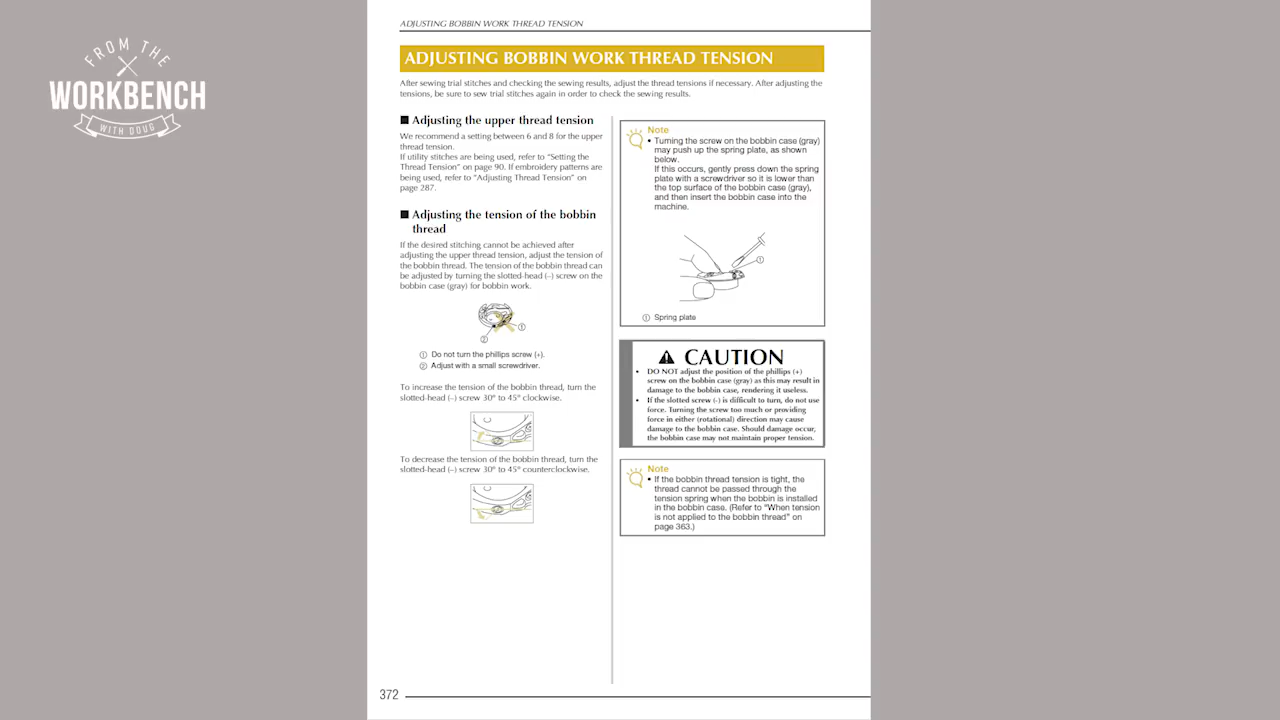 FROM THE
WORKBENCH
WITH DOUG
ADJUSTING BOBBIN WORK THREAD TENSION
ADJUSTING BOBBIN WORK THREAD TENSION
After sewing trial stitches and checking the sewing results, adjust the thread tensions if necessary. After adjusting the
tensions, be sure to sew trial stitches again in order to check the sewing results.
■ Adjusting the upper thread tension
We recommend a setting between 6 and 8 for the upper
thread tension.
If utility stitches are being used, refer to “Setting the
Thread Tension” on page 90. If embroidery patterns are
being used, refer to “Adjusting Thread Tension” on
page 287.
■ Adjusting the tension of the bobbin
thread
If the desired stitching cannot be achieved after
adjusting the upper thread tension, adjust the tension of
the bobbin thread. The tension of the bobbin thread can
be adjusted by turning the slotted-head (–) screw on the
bobbin case (gray) for bobbin work.
①
②
① Do not turn the phillips screw (+).
② Adjust with a small screwdriver.
To increase the tension of the bobbin thread, turn the
slotted-head (–) screw 30° to 45° clockwise.
To decrease the tension of the bobbin thread, turn the
slotted-head (–) screw 30° to 45° counterclockwise.
Note
• Turning the screw on the bobbin case (gray)
may push up the spring plate, as shown
below.
If this occurs, gently press down the spring
plate with a screwdriver so it is lower than
the top surface of the bobbin case (gray),
and then insert the bobbin case into the
machine.
①
① Spring plate
CAUTION
• DO NOT adjust the position of the phillips (+)
screw on the bobbin case (gray) as this may result in
damage to the bobbin case, rendering it useless.
• If the slotted screw (-) is difficult to turn, do not use
force. Turning the screw too much or providing
force in either (rotational) direction may cause
damage to the bobbin case. Should damage occur,
the bobbin case may not maintain proper tension.
Note
• If the bobbin thread tension is tight, the
thread cannot be passed through the
tension spring when the bobbin is installed
in the bobbin case. (Refer to “When tension
is not applied to the bobbin thread” on
page 363.)
372